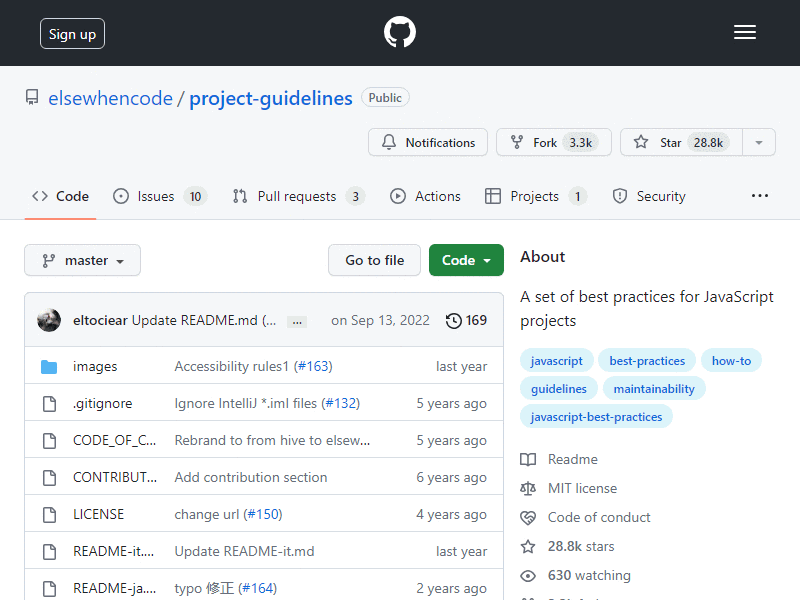 Sign up
elsewhencode / project-guidelines Public
Notifications Fork 3.3k Star 28.8k
Code Issues 10 Pull requests 3 Actions Projects 1 Security ...
master Go to file Code
eltociear Update README.md (... ... on Sep 13, 2022 169
images Accessibility rules1 (#163) last year
.gitignore Ignore IntelliJ *.iml files (#132) 5 years ago
CODE_OF_C... Rebrand to from hive to elsew... 5 years ago
CONTRIBUT... Add contribution section 6 years ago
LICENSE change url (#150) 4 years ago
README-it.... Update README-it.md last year
README-ja.... typo 修正 (#164) 2 years ago
About
A set of best practices for JavaScript
projects
javascript best-practices how-to
guidelines maintainability
javascript-best-practices
Readme
MIT license
Code of conduct
28.8k stars
630 watching